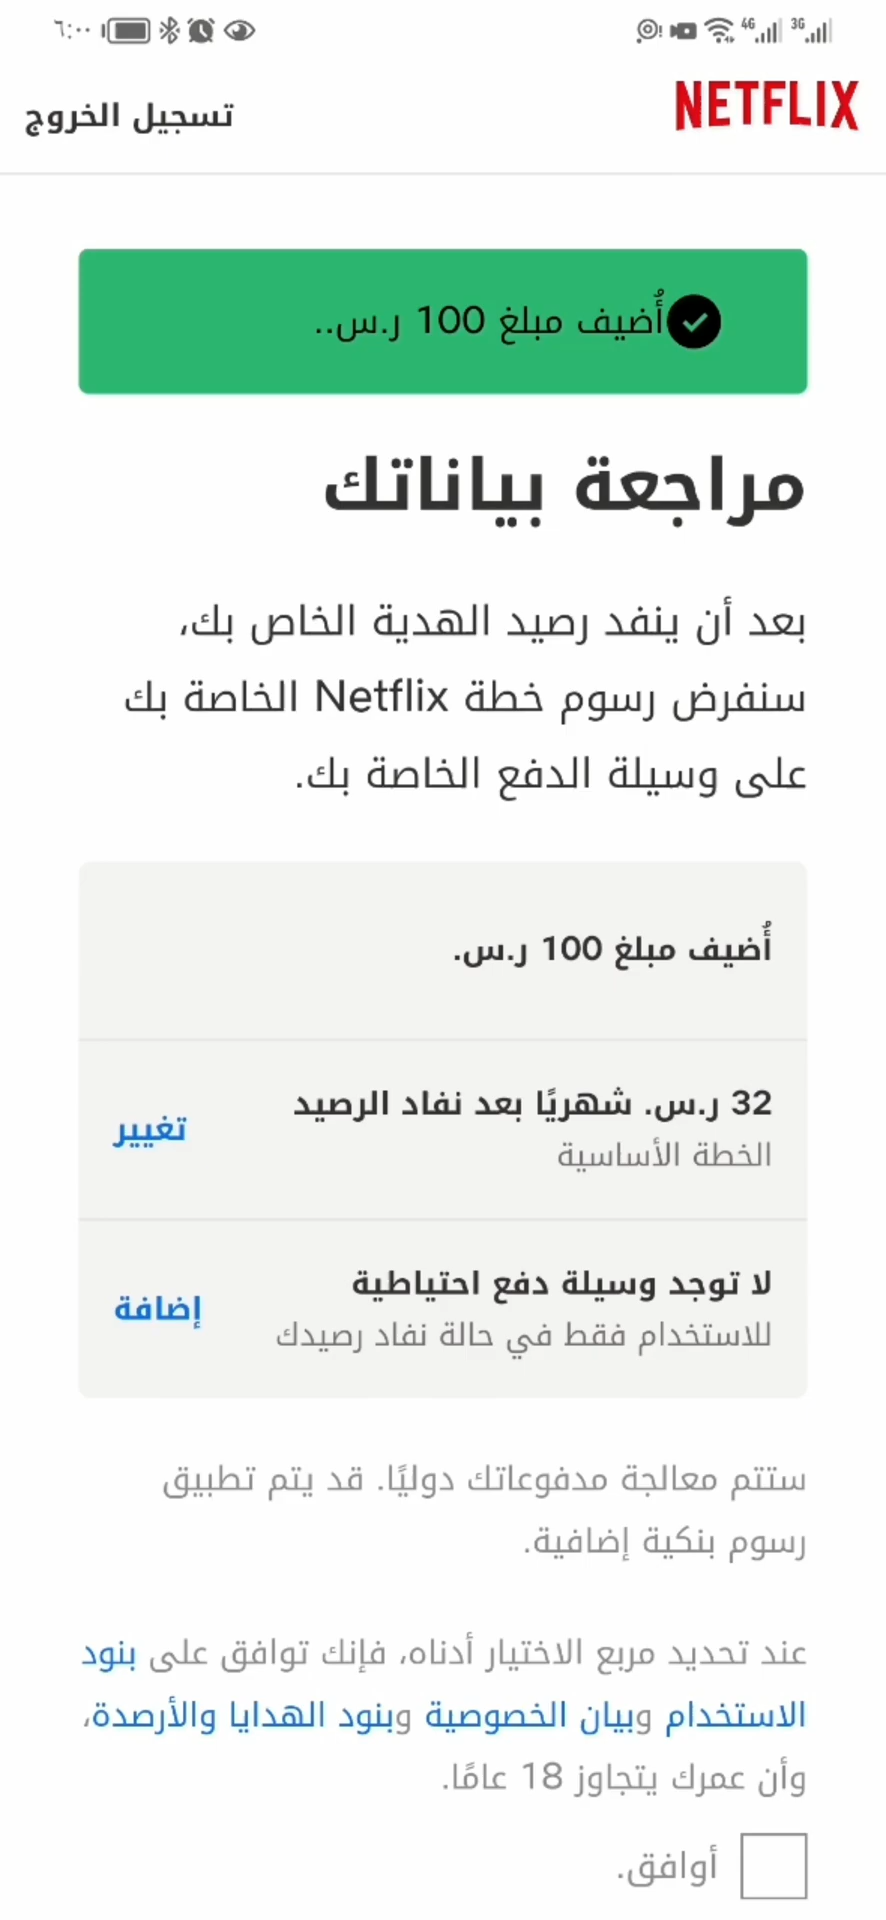 ٦:٠٠
4G
3G
NETFLIX
تسجيل الخروج
أُضيف مبلغ 100 ر.س..
مراجعة بياناتك
بعد أن ينفد رصيد الهدية الخاص بك،
سنفرض رسوم خطة Netflix الخاصة بك
على وسيلة الدفع الخاصة بك.
أُضيف مبلغ 100 ر.س.
32 ر.س. شهريًا بعد نفاد الرصيد
الخطة الأساسية
تغيير
لا توجد وسيلة دفع احتياطية
للاستخدام فقط في حالة نفاد رصيدك
إضافة
ستتم معالجة مدفوعاتك دوليًا. قد يتم تطبيق
رسوم بنكية إضافية.
عند تحديد مربع الاختيار أدناه، فإنك توافق على بنود
الاستخدام وبيان الخصوصية وبنود الهدايا والأرصدة،
وأن عمرك يتجاوز 18 عامًا.
أوافق.